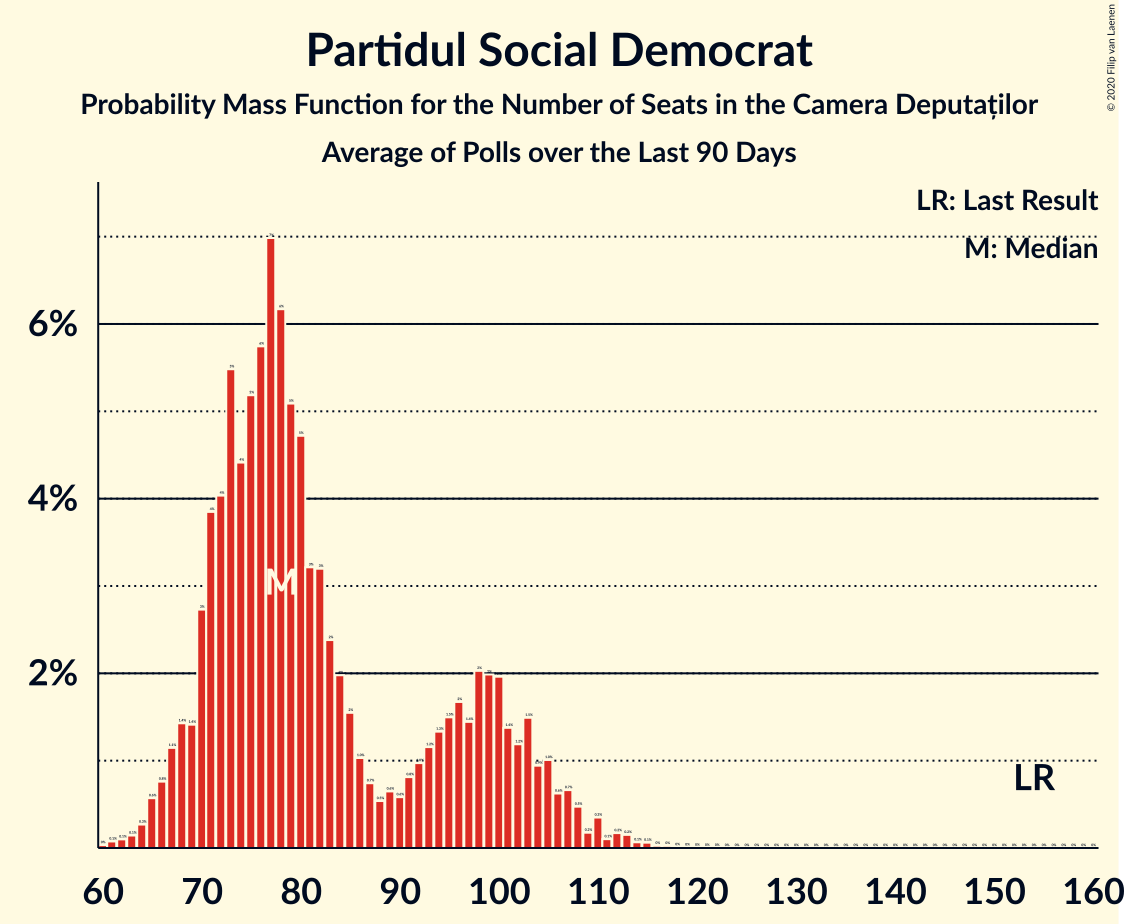 Partidul Social Democrat
Probability Mass Function for the Number of Seats in the Camera Deputaților
Average of Polls over the Last 90 Days
© 2020 Filip van Laenen
LR: Last Result
M: Median
6%
4%
2%
M
LR
60 70 80 90 100 110 120 130 140 150 160